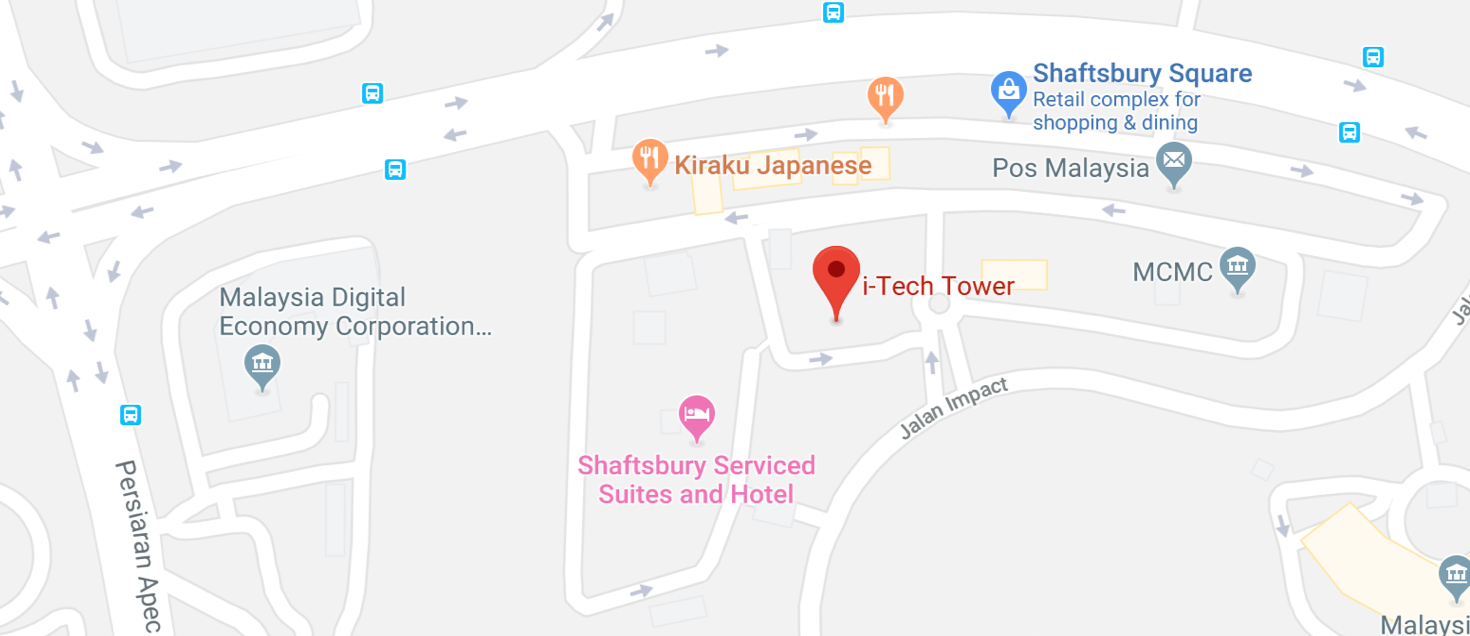 Shaftsbury Square
Retail complex for
shopping & dining
Kiraku Japanese
Pos Malaysia
MCMC
i-Tech Tower
Malaysia Digital
Economy Corporation...
Jalan Impact
Shaftsbury Serviced
Suites and Hotel
Persiaran Apec
Jal
Malaysi